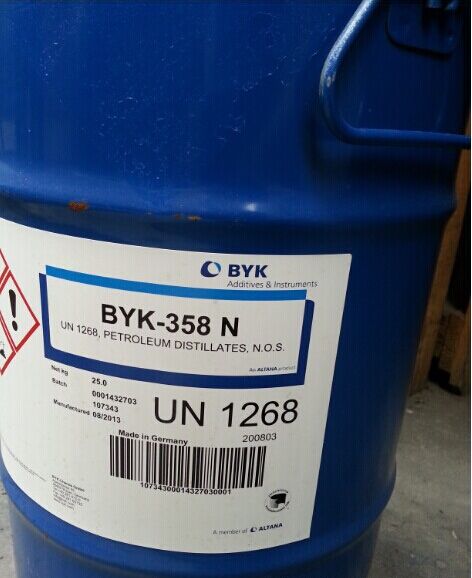 BYK
Additives & Instruments
BYK-358 N
UN 1268, PETROLEUM DISTILLATES, N.O.S.
An ALTANA product
Net kg 25.0
Batch 0001432703
107343
Manufactured 08/2013
UN 1268
200803
Made in Germany
10734300014327030001
A member of ALTANA